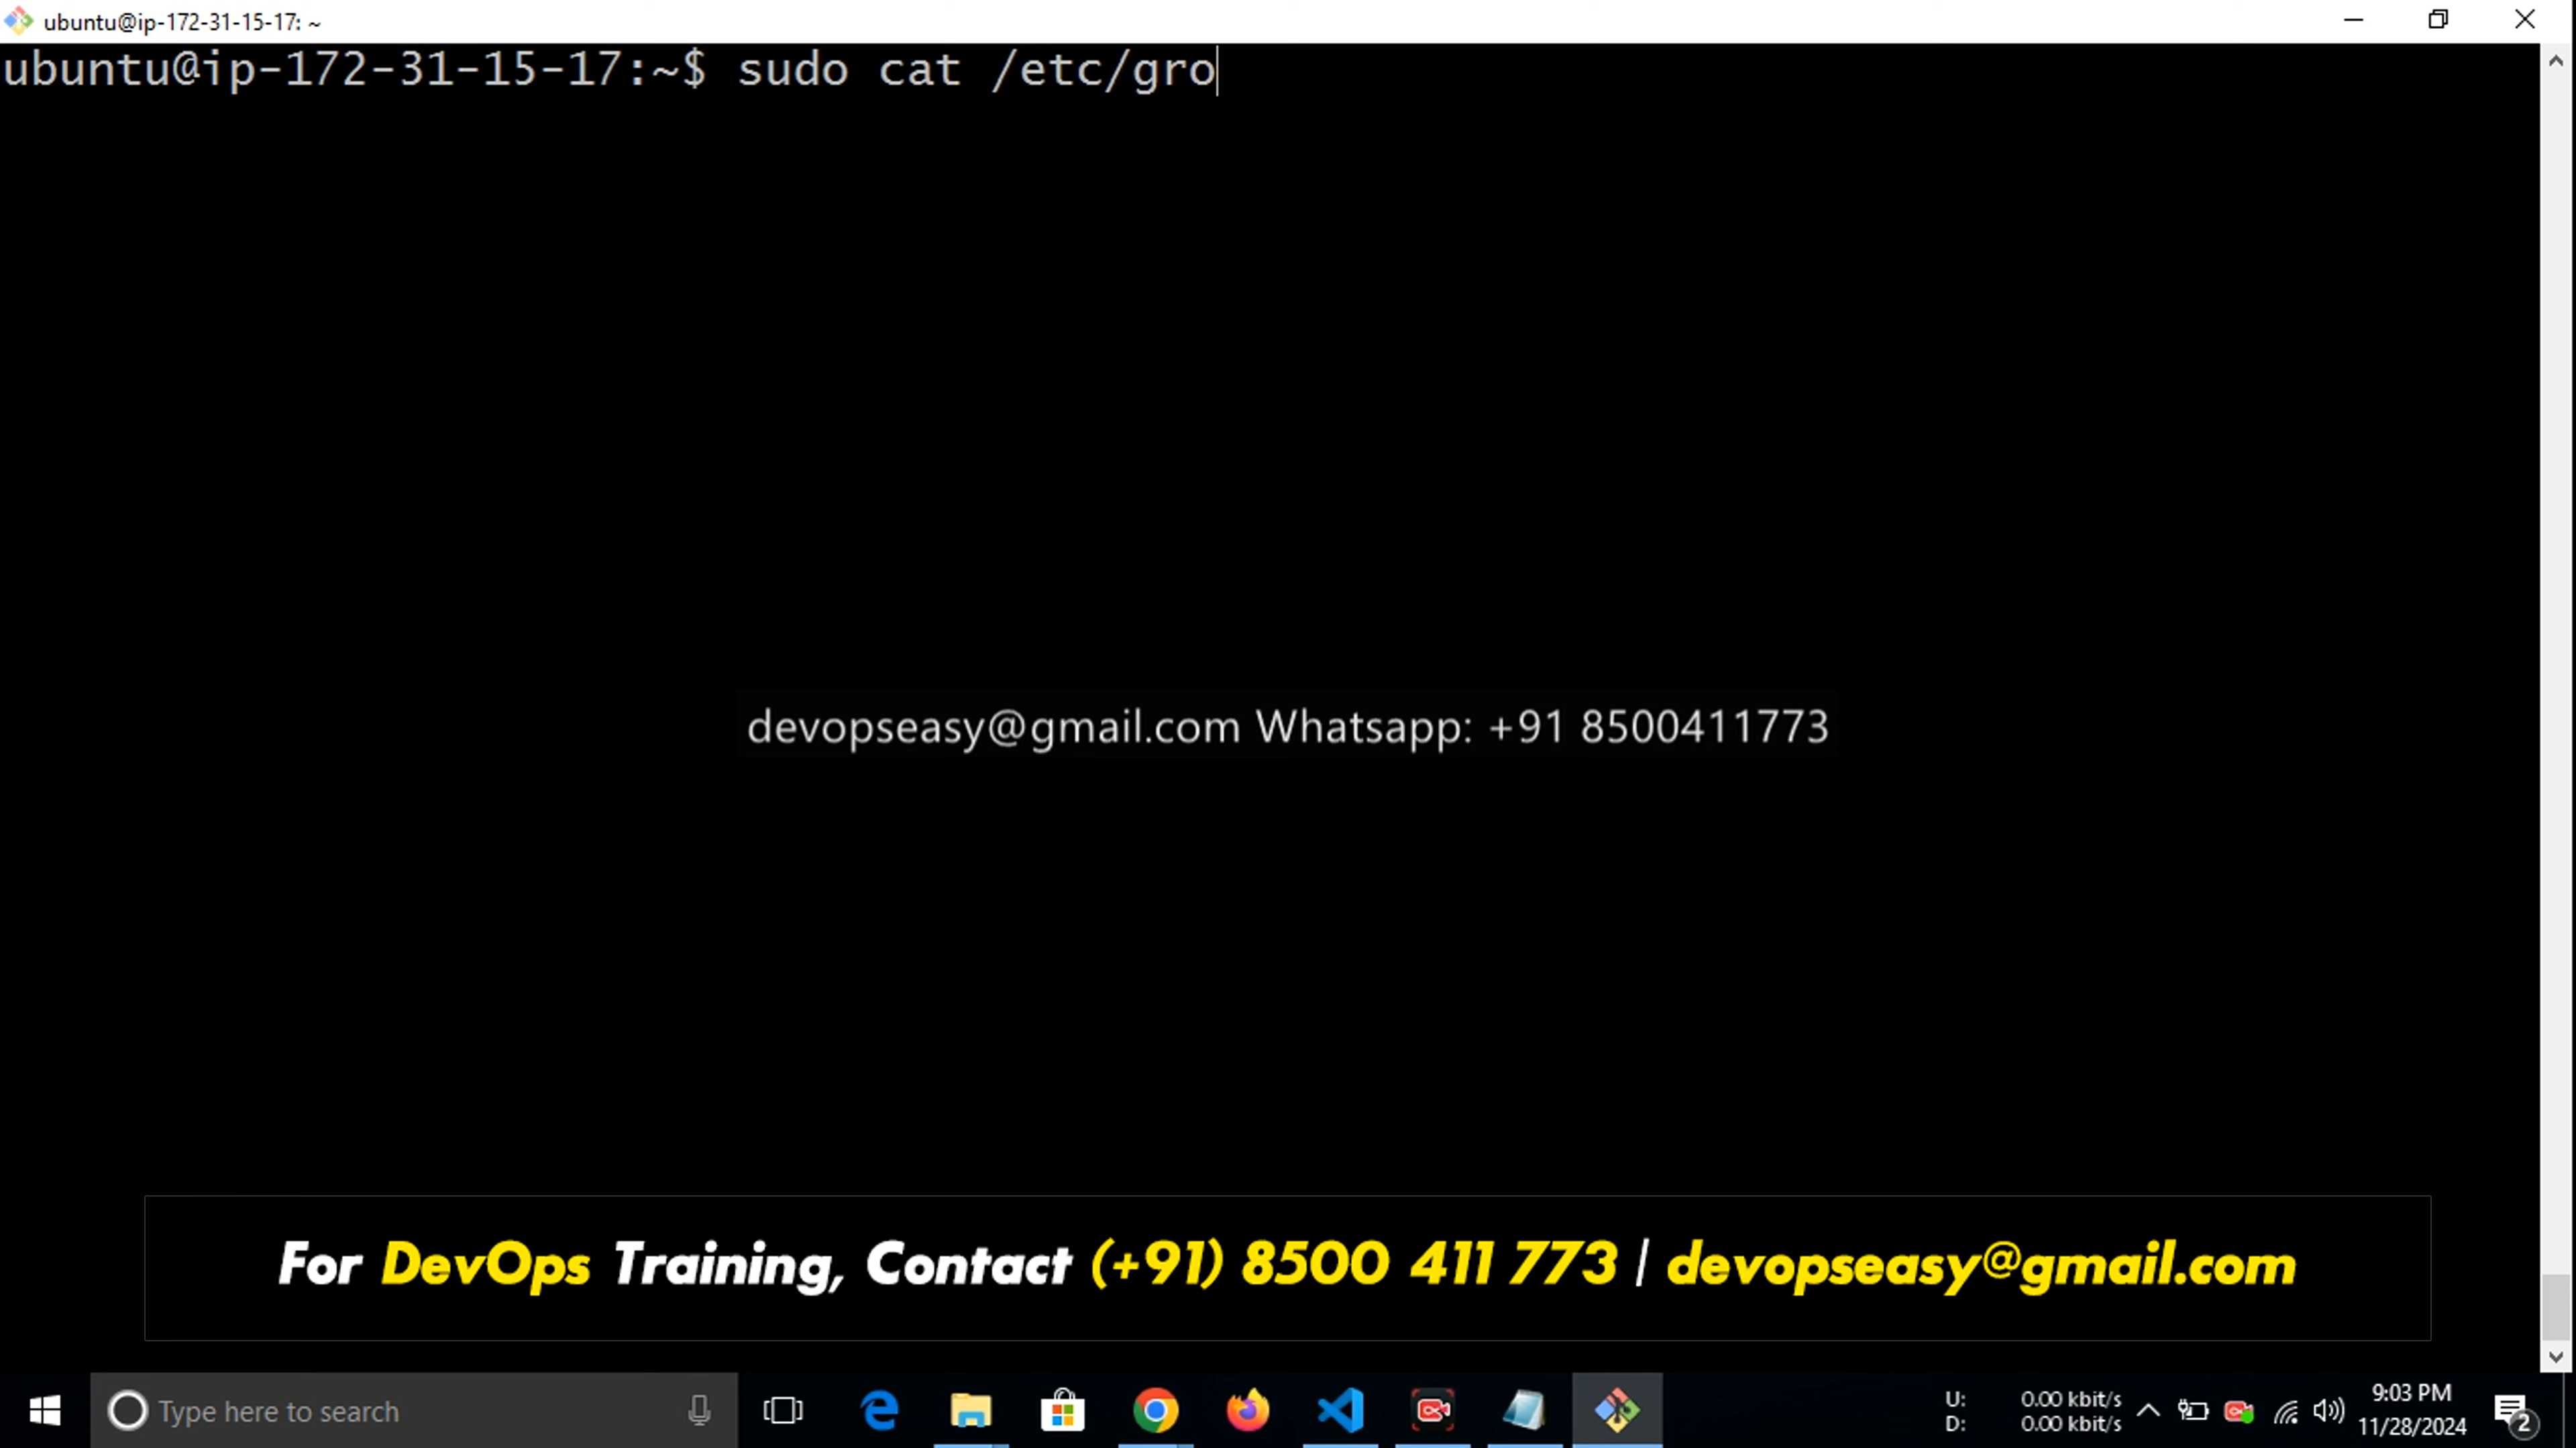 ubuntu@ip-172-31-15-17: ~
ubuntu@ip-172-31-15-17:~$ sudo cat /etc/gro
devopseasy@gmail.com Whatsapp: +91 8500411773
For DevOps Training, Contact (+91) 8500 411 773 | devopseasy@gmail.com
Type here to search
U: 0.00 kbit/s
D: 0.00 kbit/s
9:03 PM
11/28/2024
2